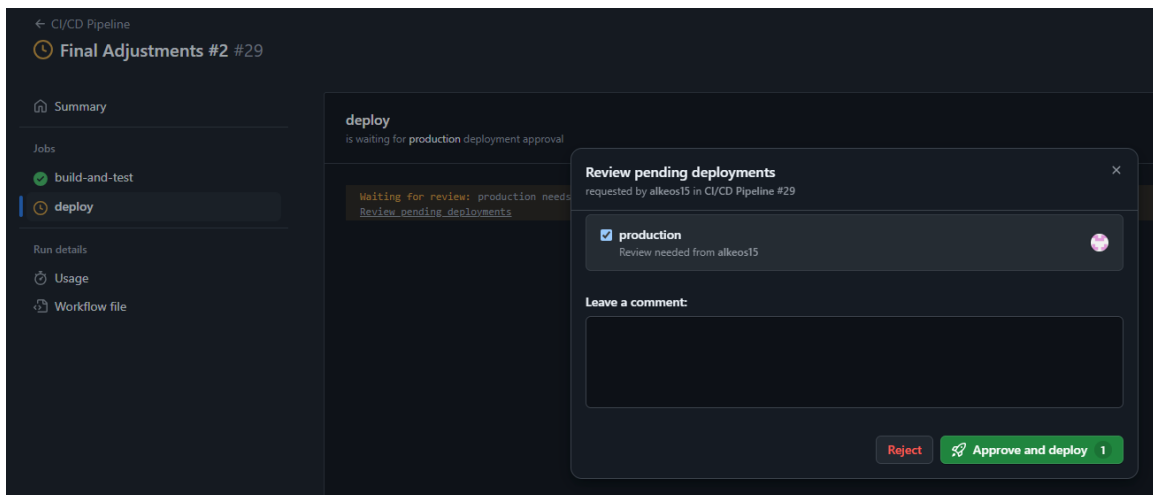 ← CI/CD Pipeline
Final Adjustments #2 #29
Summary
Jobs
build-and-test
deploy
Run details
Usage
Workflow file
deploy
is waiting for production deployment approval
Waiting for review: production needs
Review pending deployments
Review pending deployments
requested by alkeos15 in CI/CD Pipeline #29
production
Review needed from alkeos15
Leave a comment:
Reject
Approve and deploy 1